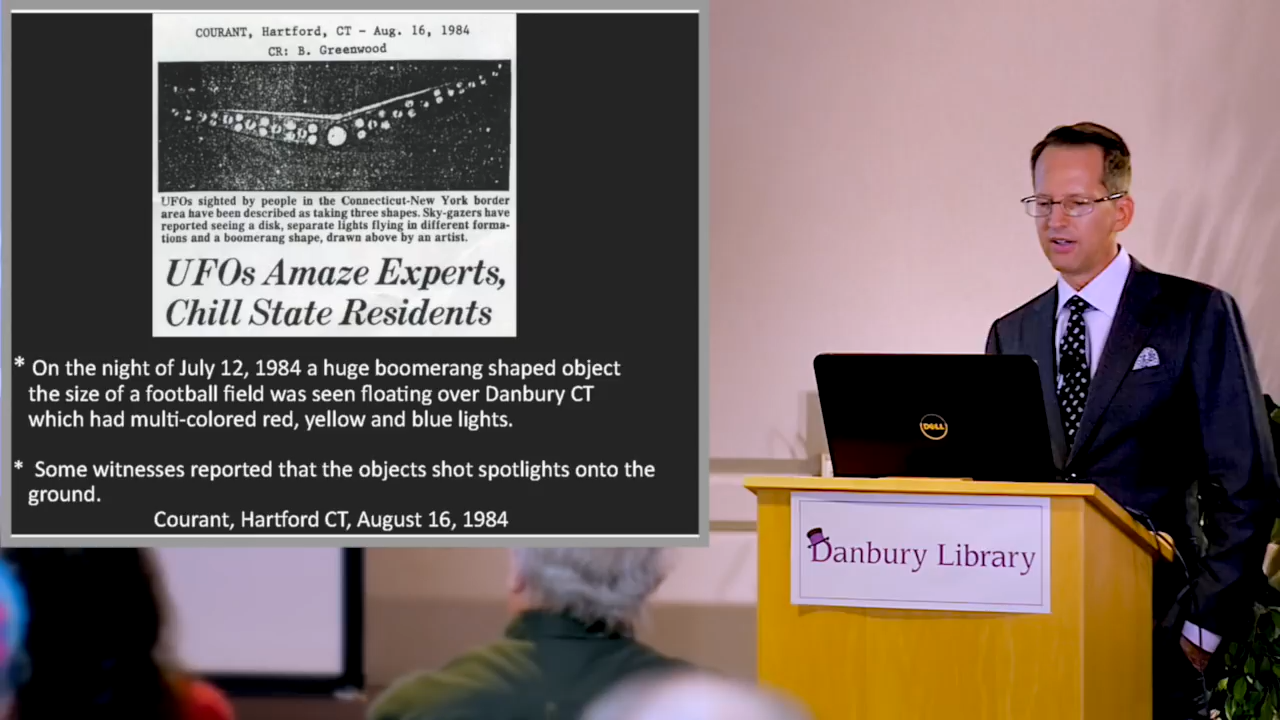 COURANT, Hartford, CT - Aug. 16, 1984
CR: B. Greenwood
UFOs sighted by people in the Connecticut-New York border
area have been described as taking three shapes. Sky-gazers have
reported seeing a disk, separate lights flying in different forma-
tions and a boomerang shape, drawn above by an artist.
UFOs Amaze Experts,
Chill State Residents
* On the night of July 12, 1984 a huge boomerang shaped object
the size of a football field was seen floating over Danbury CT
which had multi-colored red, yellow and blue lights.
* Some witnesses reported that the objects shot spotlights onto the
ground.
Courant, Hartford CT, August 16, 1984
DELL
Danbury Library